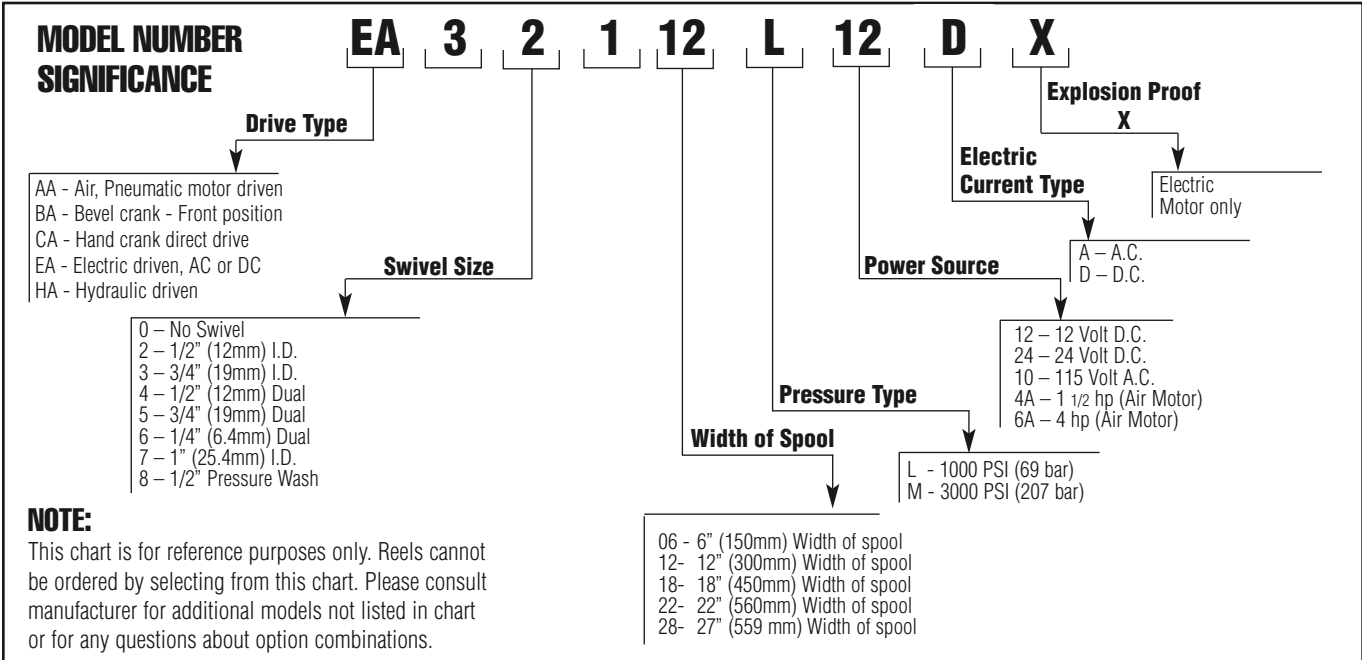 MODEL NUMBER
SIGNIFICANCE
EA 3 2 1 12 L 12 D X
Drive Type
AA - Air, Pneumatic motor driven
BA - Bevel crank - Front position
CA - Hand crank direct drive
EA - Electric driven, AC or DC
HA - Hydraulic driven
Swivel Size
0 – No Swivel
2 – 1/2” (12mm) I.D.
3 – 3/4” (19mm) I.D.
4 – 1/2” (12mm) Dual
5 – 3/4” (19mm) Dual
6 – 1/4” (6.4mm) Dual
7 – 1” (25.4mm) I.D.
8 – 1/2” Pressure Wash
Width of Spool
06 - 6” (150mm) Width of spool
12- 12” (300mm) Width of spool
18- 18” (450mm) Width of spool
22- 22” (560mm) Width of spool
28- 27” (559 mm) Width of spool
Pressure Type
L - 1000 PSI (69 bar)
M - 3000 PSI (207 bar)
Power Source
12 – 12 Volt D.C.
24 – 24 Volt D.C.
10 – 115 Volt A.C.
4A – 1 1/2 hp (Air Motor)
6A – 4 hp (Air Motor)
Electric
Current Type
A – A.C.
D – D.C.
Explosion Proof
X
Electric
Motor only
NOTE:
This chart is for reference purposes only. Reels cannot
be ordered by selecting from this chart. Please consult
manufacturer for additional models not listed in chart
or for any questions about option combinations.